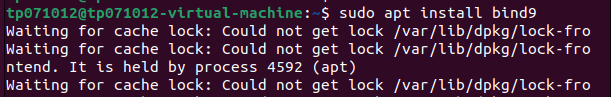 tp071012@tp071012-virtual-machine:~$ sudo apt install bind9
Waiting for cache lock: Could not get lock /var/lib/dpkg/lock-fro
Waiting for cache lock: Could not get lock /var/lib/dpkg/lock-fro
ntend. It is held by process 4592 (apt)
Waiting for cache lock: Could not get lock /var/lib/dpkg/lock-fro